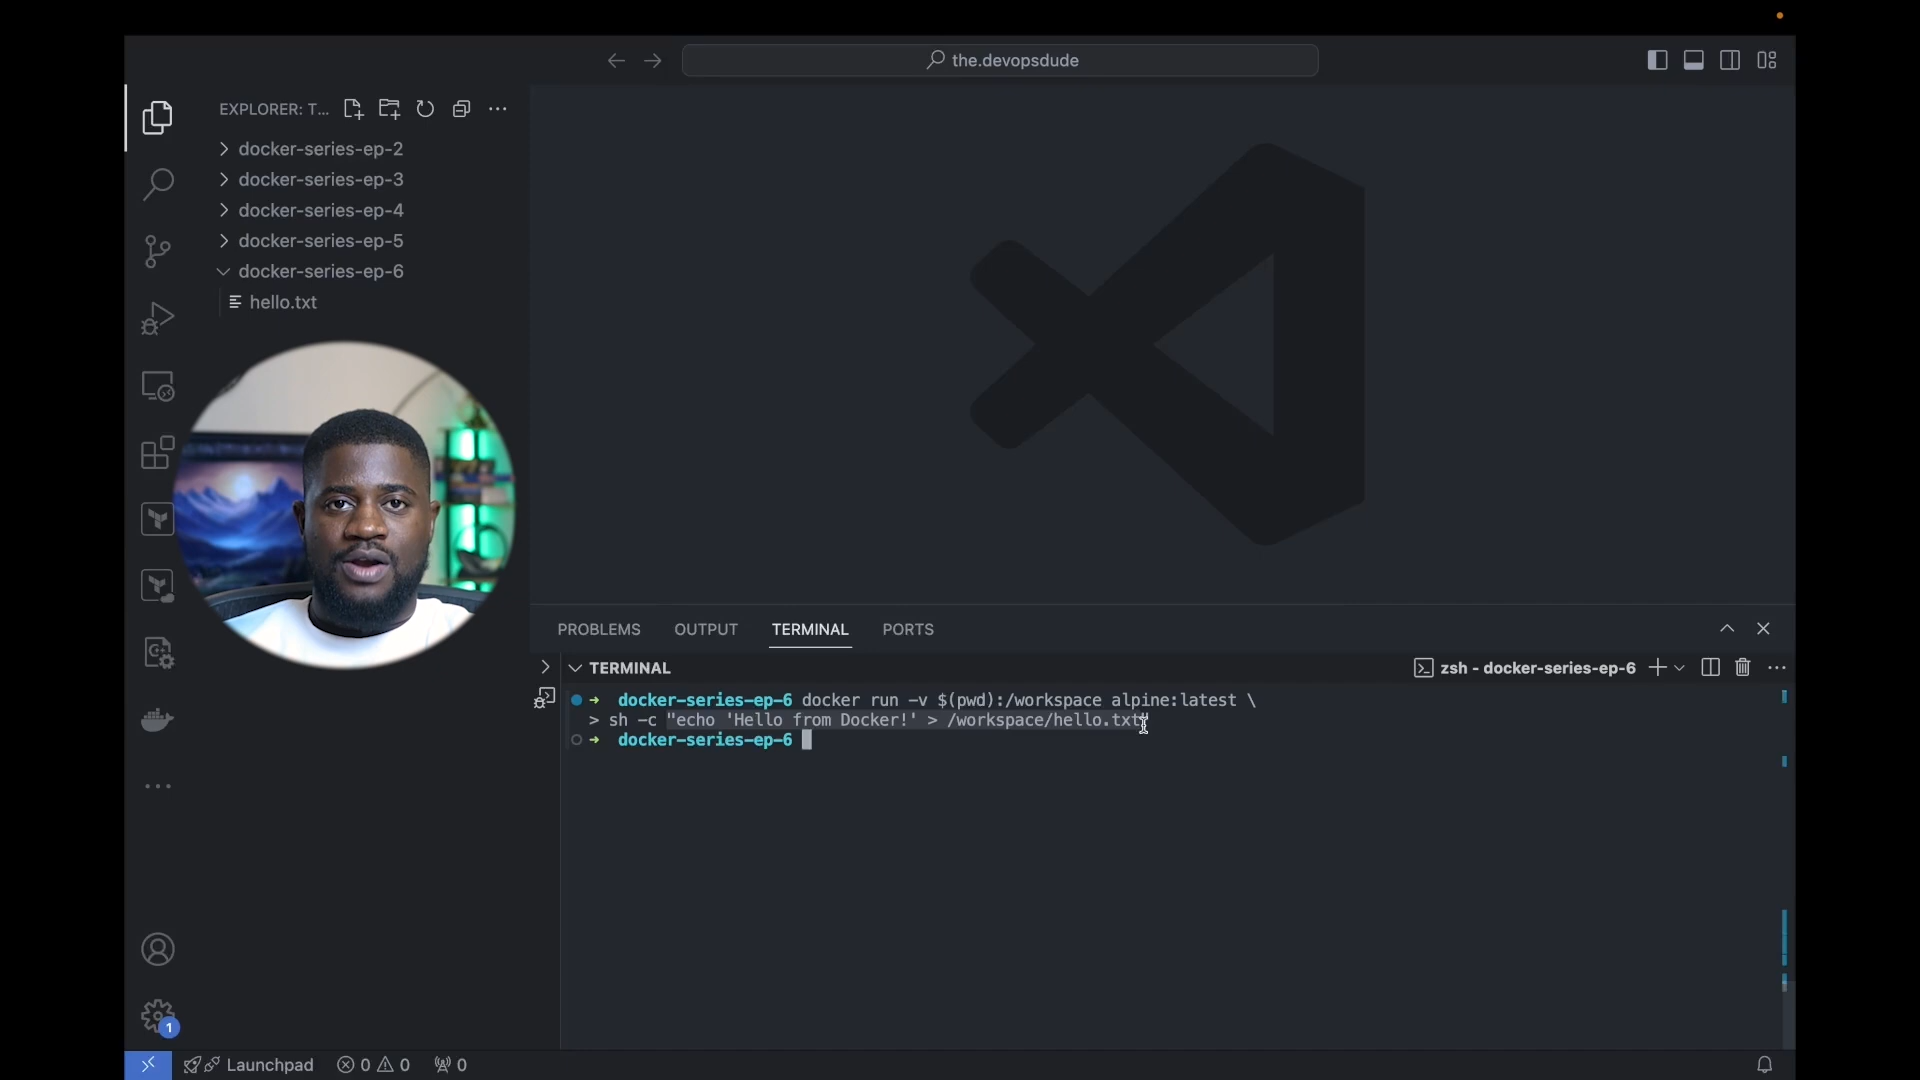 the.devopsdude
EXPLORER: T...
docker-series-ep-2
docker-series-ep-3
docker-series-ep-4
docker-series-ep-5
docker-series-ep-6
hello.txt
PROBLEMS OUTPUT TERMINAL PORTS
TERMINAL
zsh - docker-series-ep-6
➜ docker-series-ep-6 docker run -v $(pwd):/workspace alpine:latest \
> sh -c "echo 'Hello from Docker!' > /workspace/hello.txt"
➜ docker-series-ep-6
1
Launchpad 0 0 0